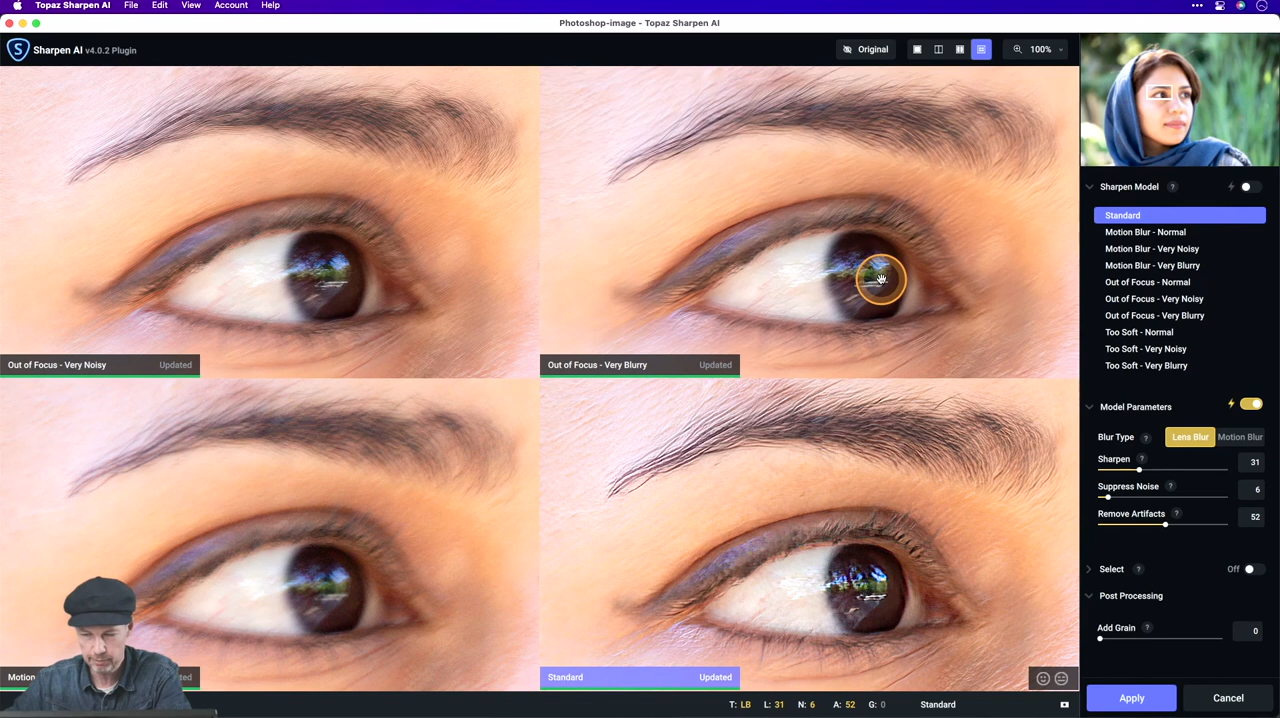 Topaz Sharpen AI File Edit View Account Help
Photoshop-image - Topaz Sharpen AI
Sharpen AI v4.0.2 Plugin
Original
100%
Out of Focus - Very Noisy Updated
Out of Focus - Very Blurry Updated
Motion
Standard Updated
Sharpen Model ?
Standard
Motion Blur - Normal
Motion Blur - Very Noisy
Motion Blur - Very Blurry
Out of Focus - Normal
Out of Focus - Very Noisy
Out of Focus - Very Blurry
Too Soft - Normal
Too Soft - Very Noisy
Too Soft - Very Blurry
Model Parameters
Blur Type ? Lens Blur Motion Blur
Sharpen ? 31
Suppress Noise ? 6
Remove Artifacts ? 52
Select ? Off
Post Processing
Add Grain ? 0
Apply Cancel
T: LB L: 31 N: 6 A: 52 G: 0 Standard